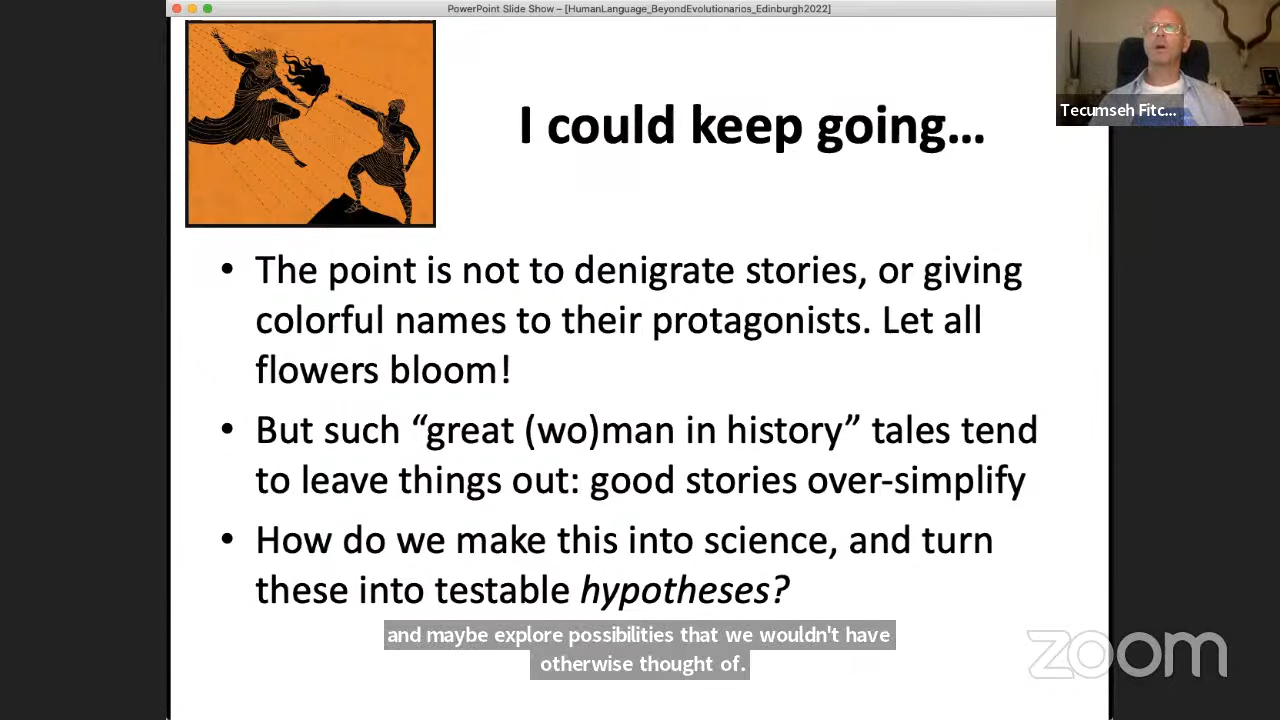 PowerPoint Slide Show – [HumanLanguage_BeyondEvolutionarios_Edinburgh2022]
Tecumseh Fitc...
I could keep going…
• The point is not to denigrate stories, or giving
colorful names to their protagonists. Let all
flowers bloom!
• But such “great (wo)man in history” tales tend
to leave things out: good stories over-simplify
• How do we make this into science, and turn
these into testable hypotheses?
and maybe explore possibilities that we wouldn't have
otherwise thought of.
zoom